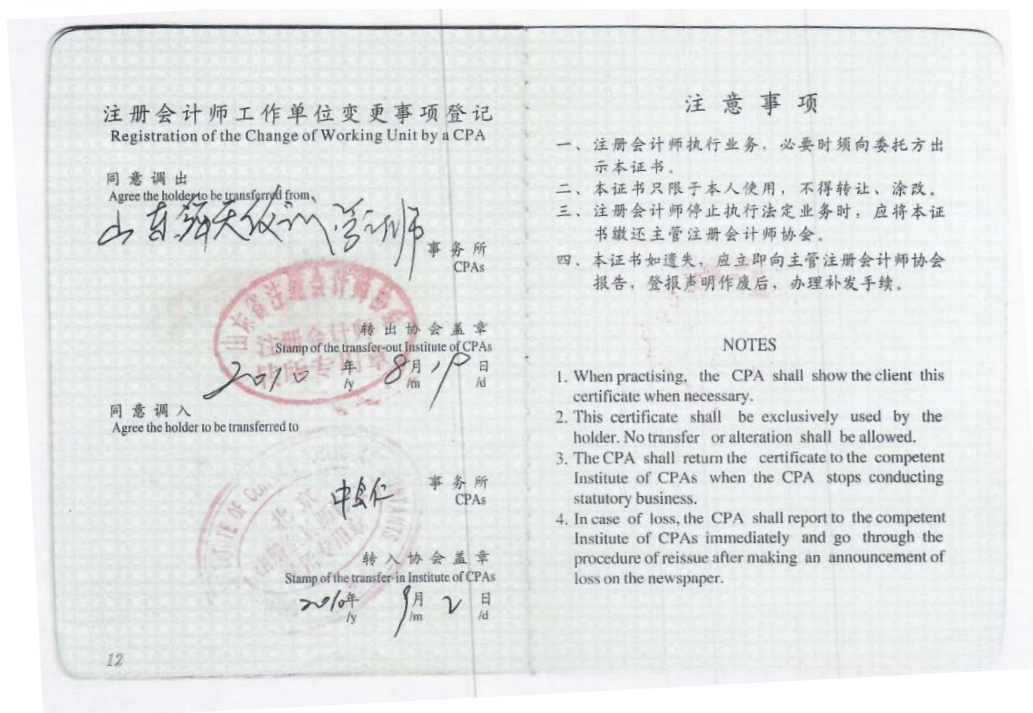 注册会计师工作单位变更事项登记
Registration of the Change of Working Unit by a CPA
同意调出
Agree the holder to be transferred from
山东 会计师
事务所
CPAs
转出协会盖章
Stamp of the transfer-out Institute of CPAs
2010 年 8 月 19 日
/y /m /d
同意调入
Agree the holder to be transferred to
事务所
CPAs
转入协会盖章
Stamp of the transfer-in Institute of CPAs
2010 年 9 月 2 日
/y /m /d
12
注意事项
一、注册会计师执行业务，必要时须向委托方出
示本证书。
二、本证书只限于本人使用，不得转让、涂改。
三、注册会计师停止执行法定业务时，应将本证
书缴还主管注册会计师协会。
四、本证书如遗失，应立即向主管注册会计师协会
报告，登报声明作废后，办理补发手续。
NOTES
1. When practising, the CPA shall show the client this
certificate when necessary.
2. This certificate shall be exclusively used by the
holder. No transfer or alteration shall be allowed.
3. The CPA shall return the certificate to the competent
Institute of CPAs when the CPA stops conducting
statutory business.
4. In case of loss, the CPA shall report to the competent
Institute of CPAs immediately and go through the
procedure of reissue after making an announcement of
loss on the newspaper.